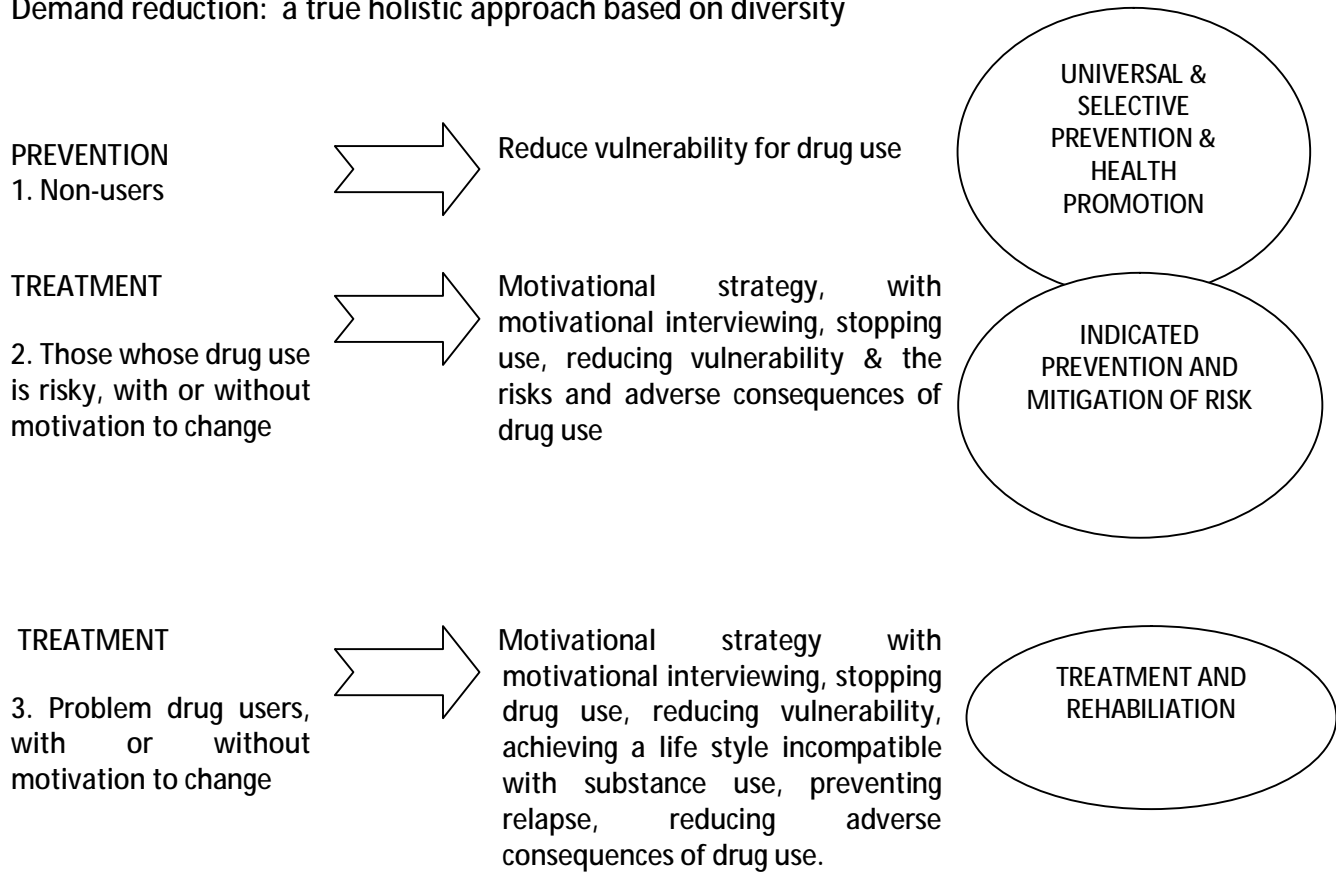 Demand reduction: a true holistic approach based on diversity
PREVENTION
1. Non-users
Reduce vulnerability for drug use
UNIVERSAL &
SELECTIVE
PREVENTION &
HEALTH
PROMOTION
TREATMENT
2. Those whose drug use
is risky, with or without
motivation to change
Motivational strategy, with
motivational interviewing, stopping
use, reducing vulnerability & the
risks and adverse consequences of
drug use
INDICATED
PREVENTION AND
MITIGATION OF RISK
TREATMENT
3. Problem drug users,
with or without
motivation to change
Motivational strategy with
motivational interviewing, stopping
drug use, reducing vulnerability,
achieving a life style incompatible
with substance use, preventing
relapse, reducing adverse
consequences of drug use.
TREATMENT AND
REHABILIATION